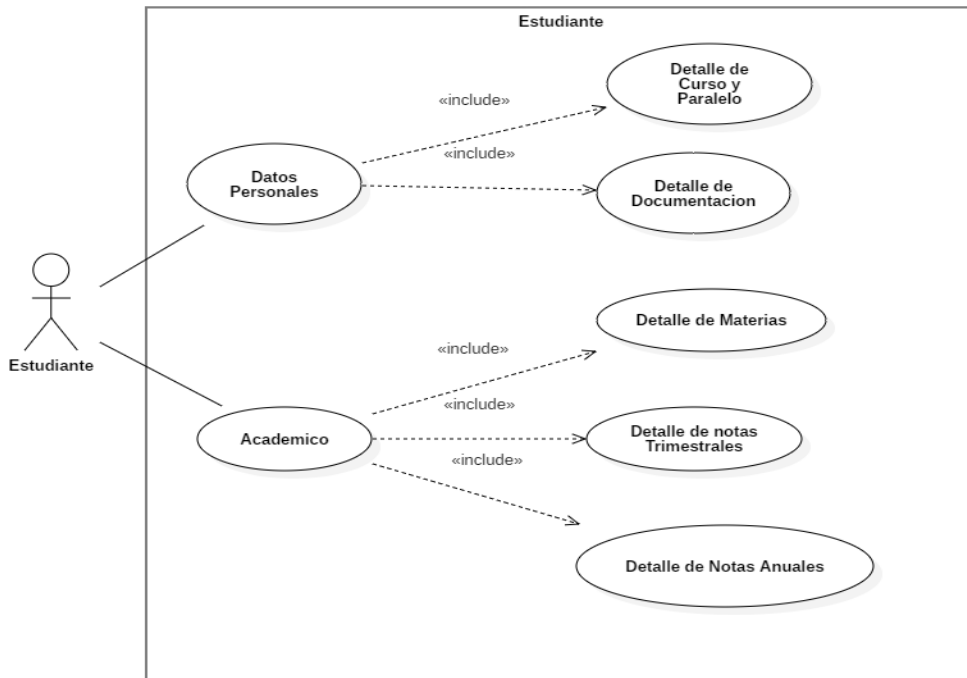 Estudiante
Detalle de
Curso y
Paralelo
«include»
«include»
Datos
Personales
Detalle de
Documentacion
Estudiante
Detalle de Materias
«include»
«include»
Academico
Detalle de notas
Trimestrales
«include»
Detalle de Notas Anuales